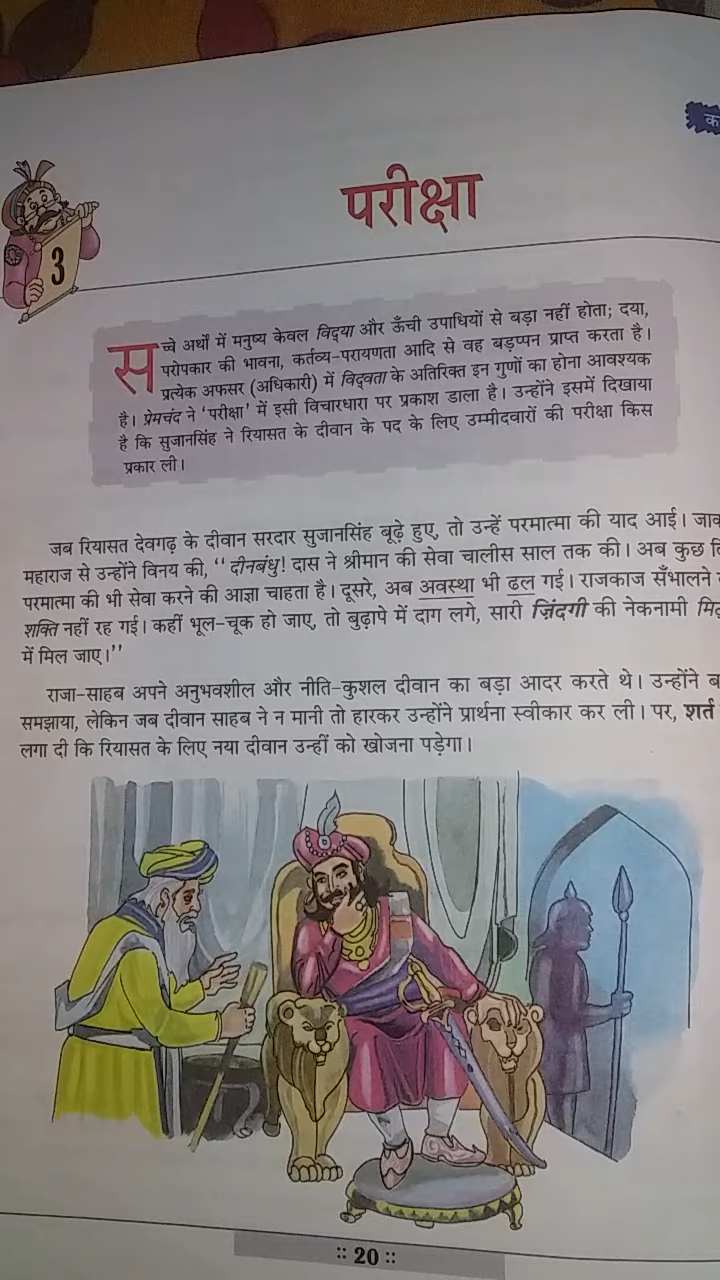 क
परीक्षा
3
सच्चे अर्थों में मनुष्य केवल विद्‌या और ऊँची उपाधियों से बड़ा नहीं होता; दया,
परोपकार की भावना, कर्तव्य-परायणता आदि से वह बड़प्पन प्राप्त करता है।
प्रत्येक अफसर (अधिकारी) में विद्‌वता के अतिरिक्त इन गुणों का होना आवश्यक
है। प्रेमचंद ने 'परीक्षा' में इसी विचारधारा पर प्रकाश डाला है। उन्होंने इसमें दिखाया
है कि सुजानसिंह ने रियासत के दीवान के पद के लिए उम्मीदवारों की परीक्षा किस
प्रकार ली।
जब रियासत देवगढ़ के दीवान सरदार सुजानसिंह बूढ़े हुए, तो उन्हें परमात्मा की याद आई। जाक
महाराज से उन्होंने विनय की, "दीनबंधु! दास ने श्रीमान की सेवा चालीस साल तक की। अब कुछ
परमात्मा की भी सेवा करने की आज्ञा चाहता है। दूसरे, अब अवस्था भी ढल गई। राजकाज सँभालने
शक्ति नहीं रह गई। कहीं भूल-चूक हो जाए, तो बुढ़ापे में दाग लगे, सारी ज़िंदगी की नेकनामी
में मिल जाए।"
राजा-साहब अपने अनुभवशील और नीति-कुशल दीवान का बड़ा आदर करते थे। उन्होंने ब
समझाया, लेकिन जब दीवान साहब ने न मानी तो हारकर उन्होंने प्रार्थना स्वीकार कर ली। पर, शर्त
लगा दी कि रियासत के लिए नया दीवान उन्हीं को खोजना पड़ेगा।
:: 20 ::